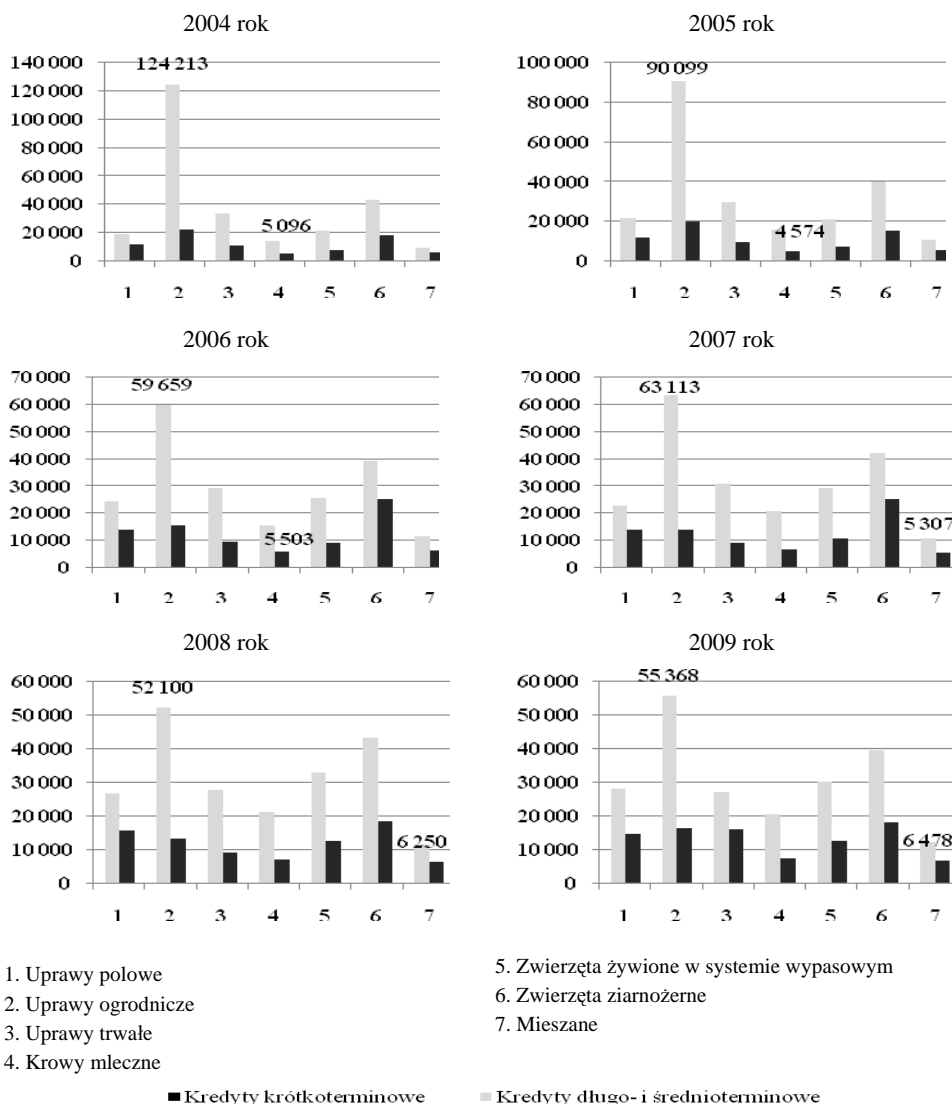 2004 rok
140 000
120 000
100 000
80 000
60 000
40 000
20 000
0
124 213
5 096
1 2 3 4 5 6 7
2005 rok
100 000
80 000
60 000
40 000
20 000
0
90 099
4 574
1 2 3 4 5 6 7
2006 rok
70 000
60 000
50 000
40 000
30 000
20 000
10 000
0
59 659
5 503
1 2 3 4 5 6 7
2007 rok
70 000
60 000
50 000
40 000
30 000
20 000
10 000
0
63 113
5 307
1 2 3 4 5 6 7
2008 rok
60 000
50 000
40 000
30 000
20 000
10 000
0
52 100
6 250
1 2 3 4 5 6 7
2009 rok
60 000
50 000
40 000
30 000
20 000
10 000
0
55 368
6 478
1 2 3 4 5 6 7
1. Uprawy polowe
2. Uprawy ogrodnicze
3. Uprawy trwałe
4. Krowy mleczne
5. Zwierzęta żywione w systemie wypasowym
6. Zwierzęta ziarnożerne
7. Mieszane
Kredyty krótkoterminowe Kredyty długo- i średnioterminowe